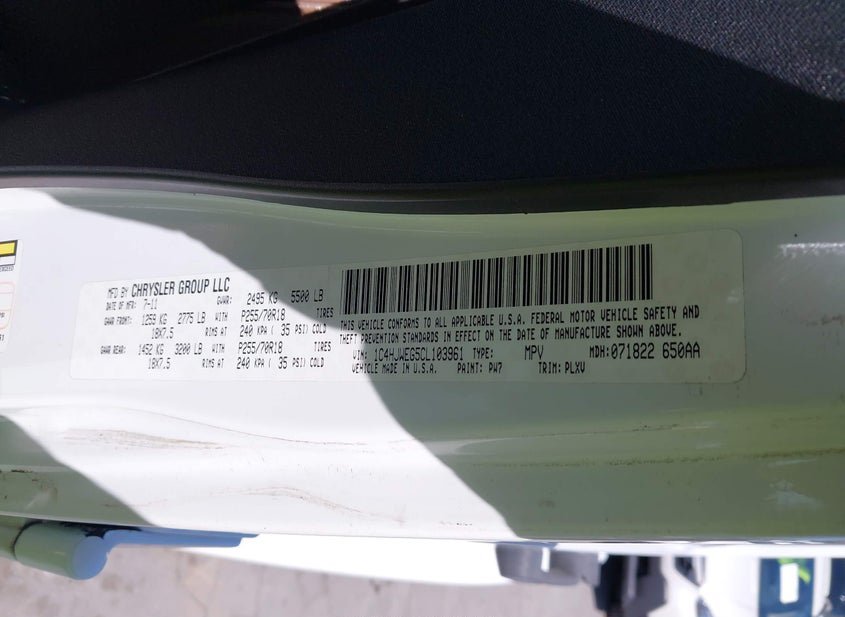 MFD BY CHRYSLER GROUP LLC
DATE OF MFR: 7-11 GVWR: 2495 KG 5500 LB
GAWR FRONT: 1259 KG 2775 LB WITH P255/70R18 TIRES
18X7.5 RIMS AT 240 KPA ( 35 PSI) COLD
GAWR REAR: 1452 KG 3200 LB WITH P255/70R18 TIRES
18X7.5 RIMS AT 240 KPA ( 35 PSI) COLD
THIS VEHICLE CONFORMS TO ALL APPLICABLE U.S.A. FEDERAL MOTOR VEHICLE SAFETY AND
THEFT PREVENTION STANDARDS IN EFFECT ON THE DATE OF MANUFACTURE SHOWN ABOVE.
VIN: 1C4HJWEG5CL103961 TYPE: MPV MDH:071822 650AA
VEHICLE MADE IN U.S.A. PAINT: PW7 TRIM: PLXV